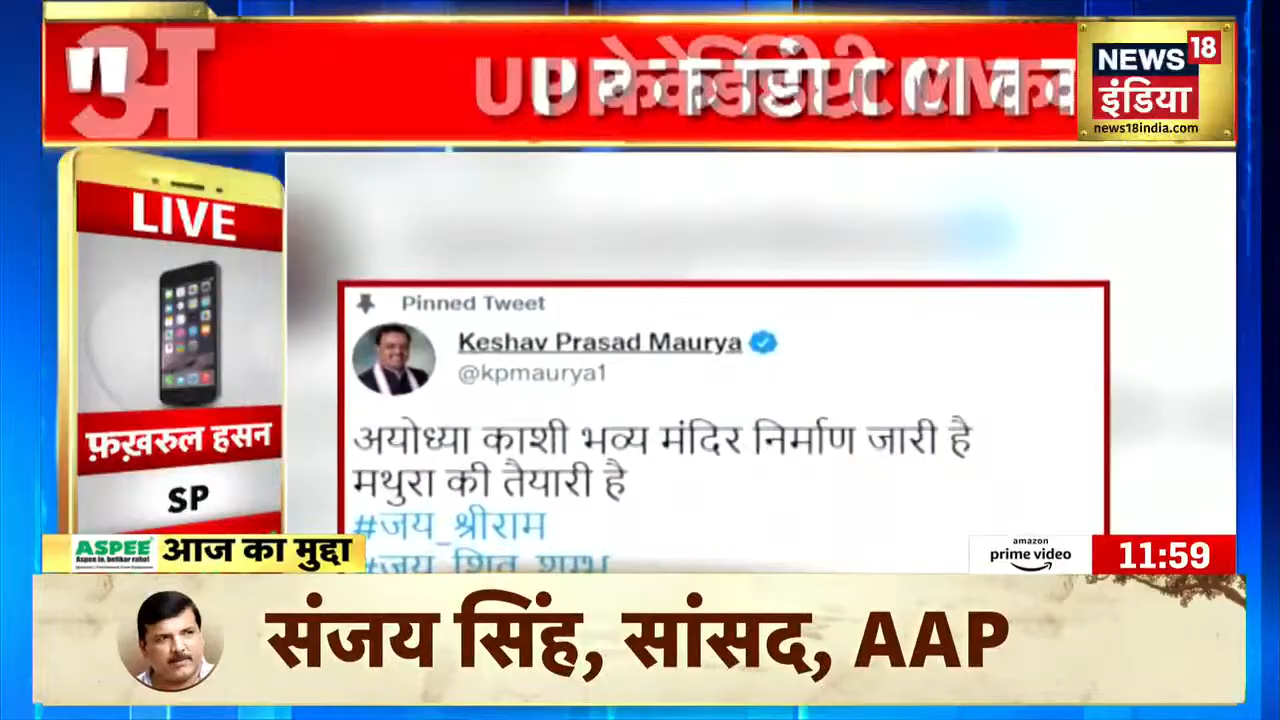 NEWS 18
इंडिया
news18india.com
LIVE
फ़ख़रुल हसन
SP
Pinned Tweet
Keshav Prasad Maurya
@kpmaurya1
अयोध्या काशी भव्य मंदिर निर्माण जारी है
मथुरा की तैयारी है
#जय_श्रीराम
ASPEE
आज का मुद्दा
amazon
prime video
11:59
संजय सिंह, सांसद, AAP